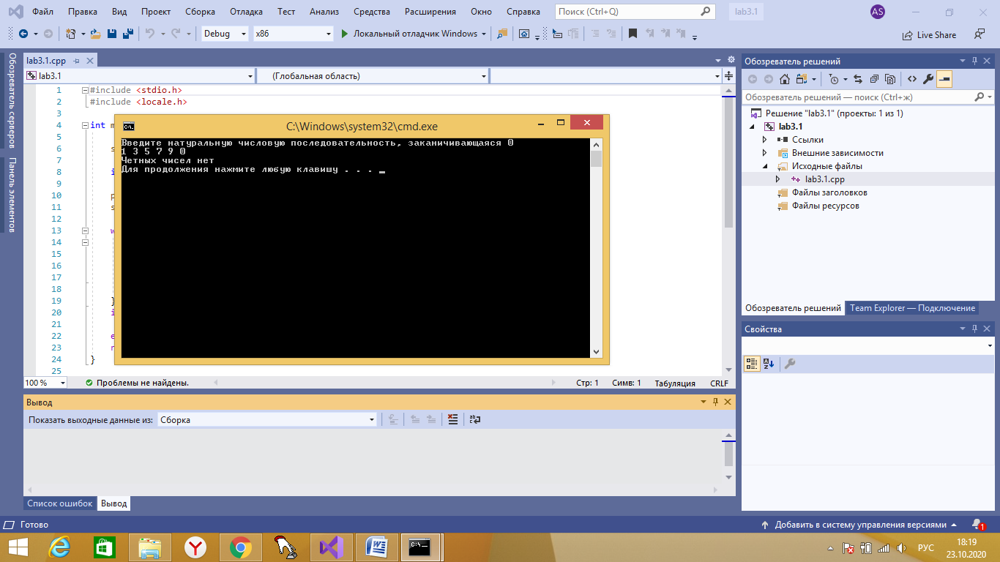 Файл Правка Вид Проект Сборка Отладка Тест Анализ Средства Расширения Окно Справка Поиск (Ctrl+Q) lab3.1 AS
Debug x86 Локальный отладчик Windows Live Share
Обозреватель серверов
Панель элементов
lab3.1.cpp
lab3.1 (Глобальная область)
1 #include <stdio.h>
2 #include <locale.h>
3
4 int m
5
6 s
7
8 i
9
10 p
11 s
12
13 w
14
15
16
17
18
19 }
20 i
21
22 e
23 r
24 }
25
C:\Windows\system32\cmd.exe
Введите натуральную числовую последовательность, заканчивающаяся 0
1 3 5 7 9 0
Четных чисел нет
Для продолжения нажмите любую клавишу . . .
100 % Проблемы не найдены. Стр: 1 Симв: 1 Табуляция CRLF
Вывод
Показать выходные данные из: Сборка
Список ошибок Вывод
Обозреватель решений
Обозреватель решений — поиск (Ctrl+ж)
Решение "lab3.1" (проекты: 1 из 1)
lab3.1
Ссылки
Внешние зависимости
Исходные файлы
lab3.1.cpp
Файлы заголовков
Файлы ресурсов
Обозреватель решений Team Explorer — Подключение
Свойства
Готово Добавить в систему управления версиями 1
РУС 18:19
23.10.2020